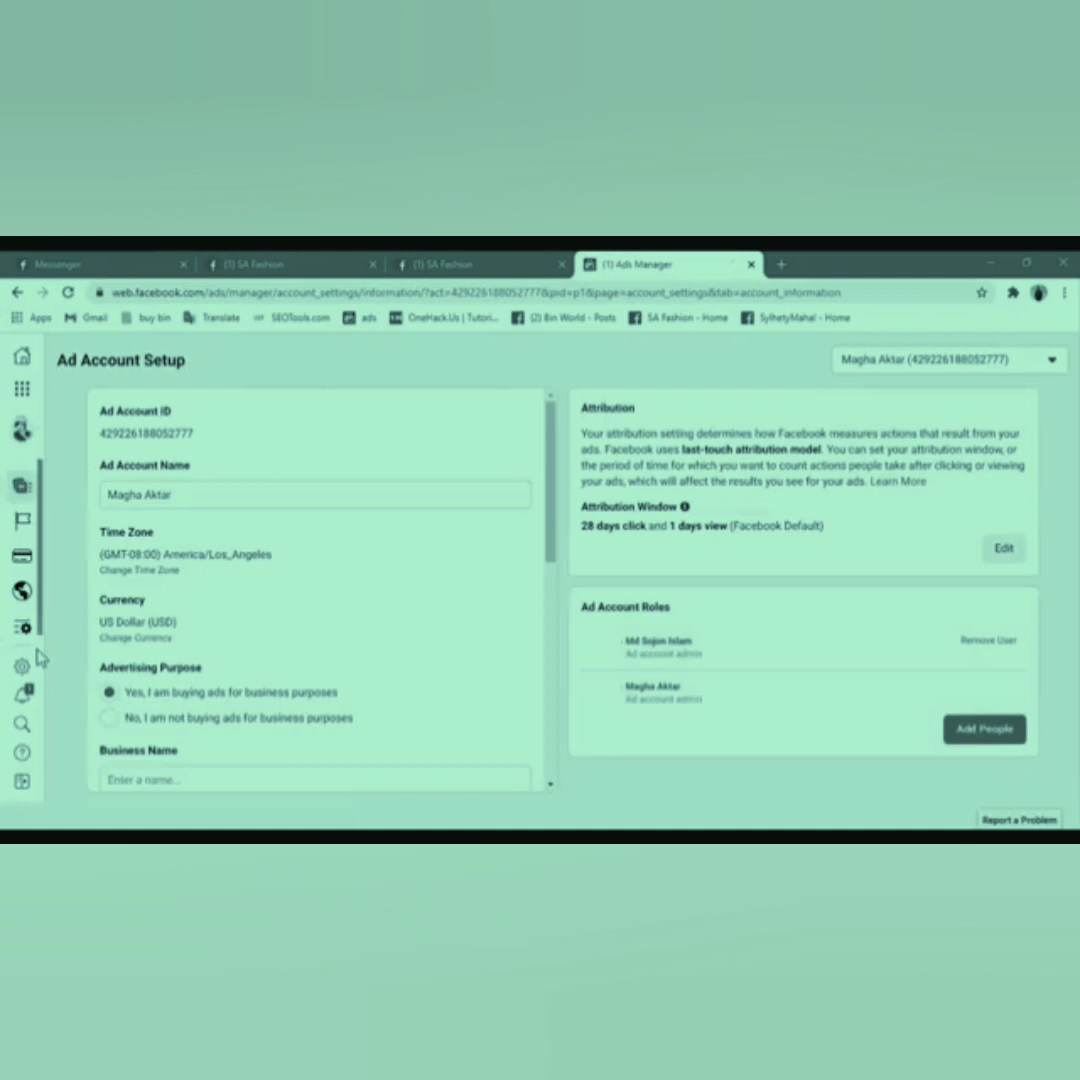 Messenger
(1) SA Fashion
(1) SA Fashion
(1) Ads Manager
web.facebook.com/ads/manager/account_settings/information/?act=429226188052777&pid=p1&page=account_settings&tab=account_information
Apps Gmail buy bin Translate SEOTools.com ads OneHack.Us | Tutori... (2) Bin World - Posts SA Fashion - Home SylhetyMahal - Home
Ad Account Setup
Magha Aktar (429226188052777)
Ad Account ID
429226188052777
Ad Account Name
Magha Aktar
Time Zone
(GMT-08:00) America/Los_Angeles
Change Time Zone
Currency
US Dollar (USD)
Change Currency
Advertising Purpose
Yes, I am buying ads for business purposes
No, I am not buying ads for business purposes
Business Name
Enter a name...
Attribution
Your attribution setting determines how Facebook measures actions that result from your
ads. Facebook uses last-touch attribution model. You can set your attribution window, or
the period of time for which you want to count actions people take after clicking or viewing
your ads, which will affect the results you see for your ads. Learn More
Attribution Window
28 days click and 1 days view (Facebook Default)
Edit
Ad Account Roles
Md Sojon Islam
Ad account admin
Remove User
Magha Aktar
Ad account admin
Add People
Report a Problem